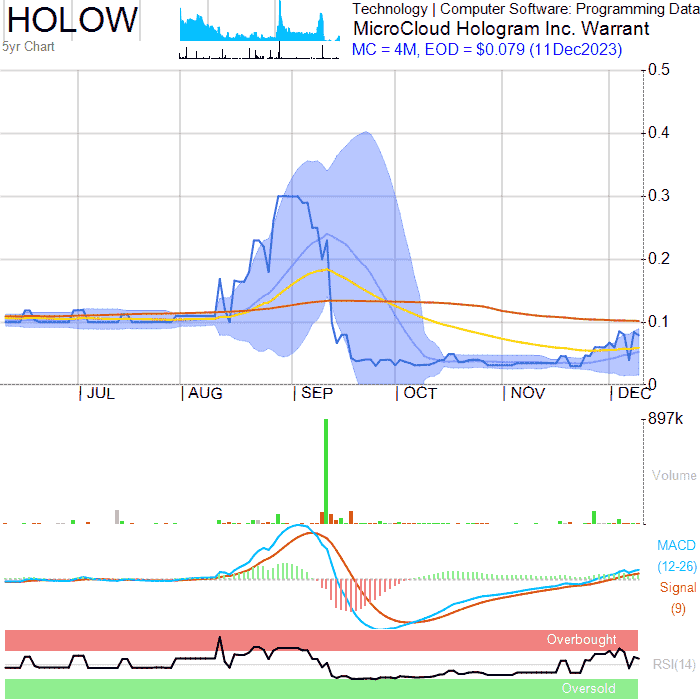 HOLOW
5yr Chart
Technology | Computer Software: Programming Data
MicroCloud Hologram Inc. Warrant
MC = 4M, EOD = $0.079 (11Dec2023)
0.5
0.4
0.3
0.2
0.1
0
JUL AUG SEP OCT NOV DEC
897k
Volume
MACD
(12-26)
Signal
(9)
Overbought
RSI(14)
Oversold